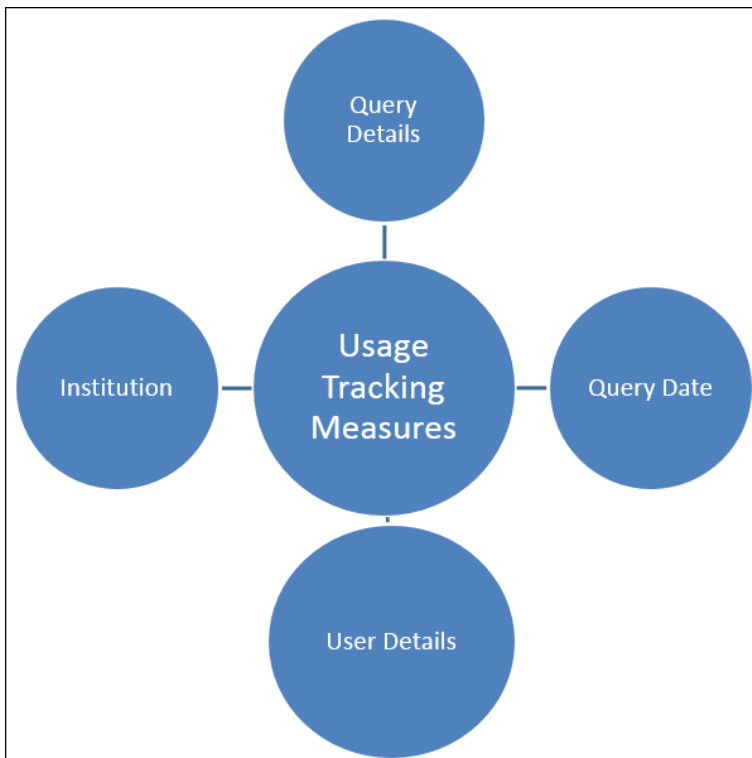 Query
Details
Institution
Usage
Tracking
Measures
Query Date
User Details